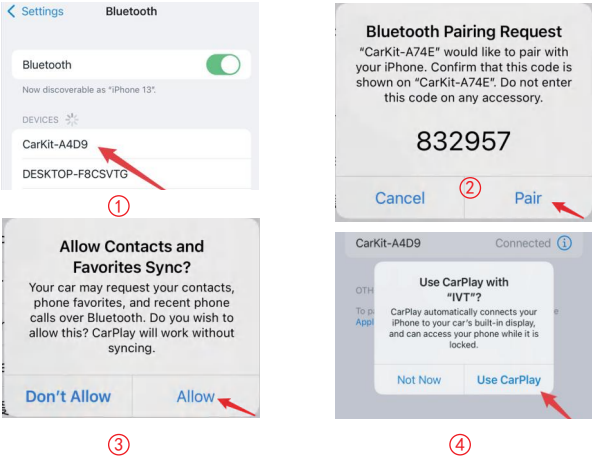 Settings
Bluetooth
Bluetooth
Now discoverable as "iPhone 13".
DEVICES
CarKit-A4D9
DESKTOP-F8CSVTG
①
Bluetooth Pairing Request
"CarKit-A74E" would like to pair with
your iPhone. Confirm that this code is
shown on "CarKit-A74E". Do not enter
this code on any accessory.
832957
Cancel
②
Pair
Allow Contacts and
Favorites Sync?
Your car may request your contacts,
phone favorites, and recent phone
calls over Bluetooth. Do you wish to
allow this? CarPlay will work without
syncing.
Don't Allow
Allow
③
CarKit-A4D9
Connected
OTH
To p
Appl
e
Use CarPlay with
"IVT"?
CarPlay automatically connects your
iPhone to your car's built-in display,
and can access your phone while it is
locked.
Not Now
Use CarPlay
④